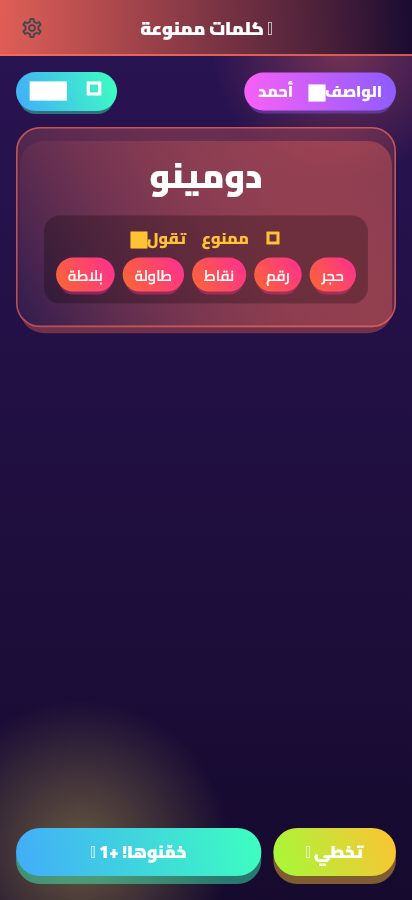 كلمات ممنوعة
الواصف أحمد
دومينو
ممنوع تقول
حجر رقم نقاط طاولة بلاطة
تخطي
خمّنوها! +1